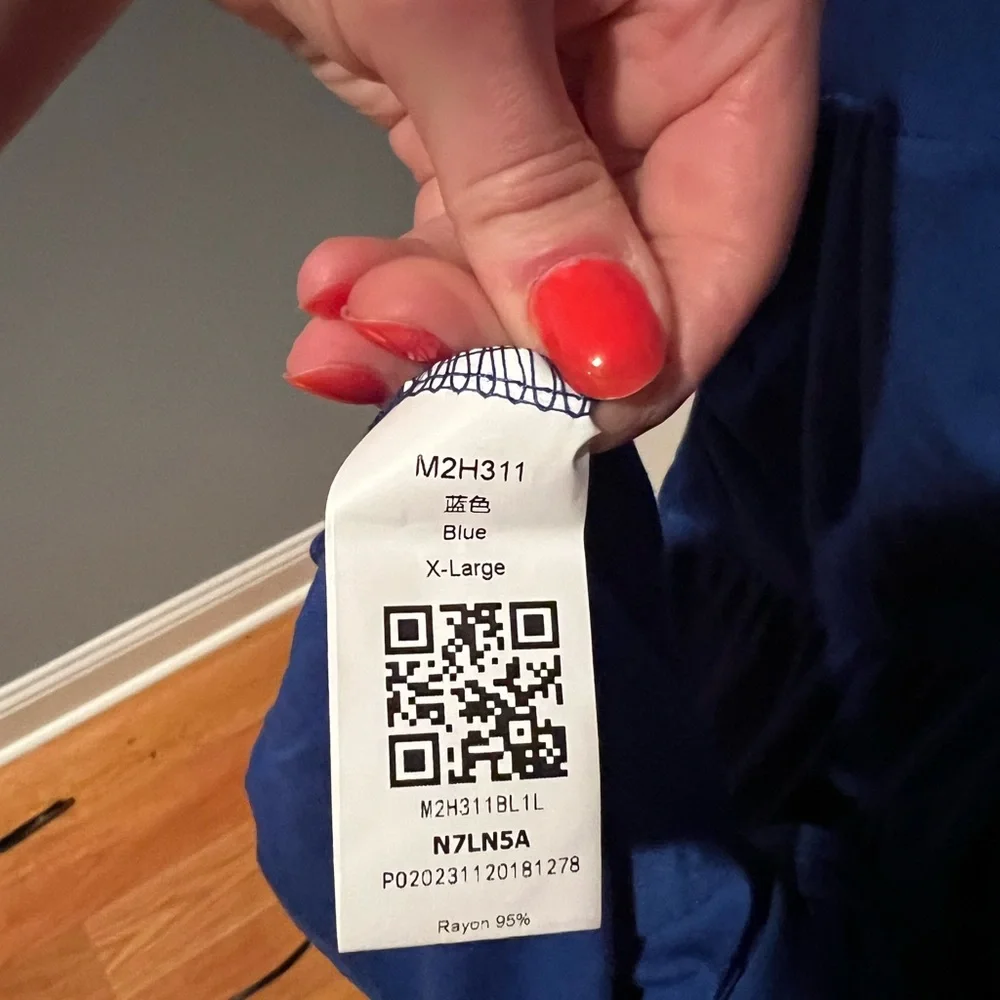 M2H311
蓝色
Blue
X-Large
M2H311BL1L
N7LN5A
P020231120181278
Rayon 95%